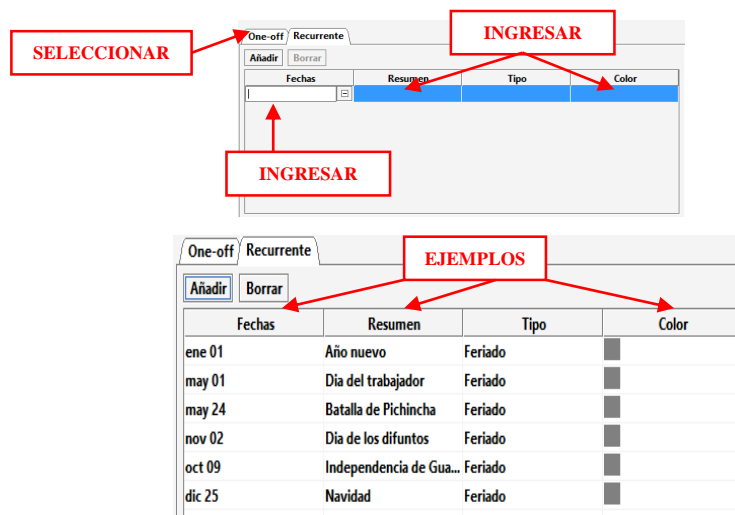 SELECCIONAR
INGRESAR
One-off Recurrente
Añadir Borrar
Fechas Resumen Tipo Color
INGRESAR
One-off Recurrente
EJEMPLOS
Añadir Borrar
Fechas Resumen Tipo Color
ene 01 Año nuevo Feriado
may 01 Dia del trabajador Feriado
may 24 Batalla de Pichincha Feriado
nov 02 Dia de los difuntos Feriado
oct 09 Independencia de Gua... Feriado
dic 25 Navidad Feriado